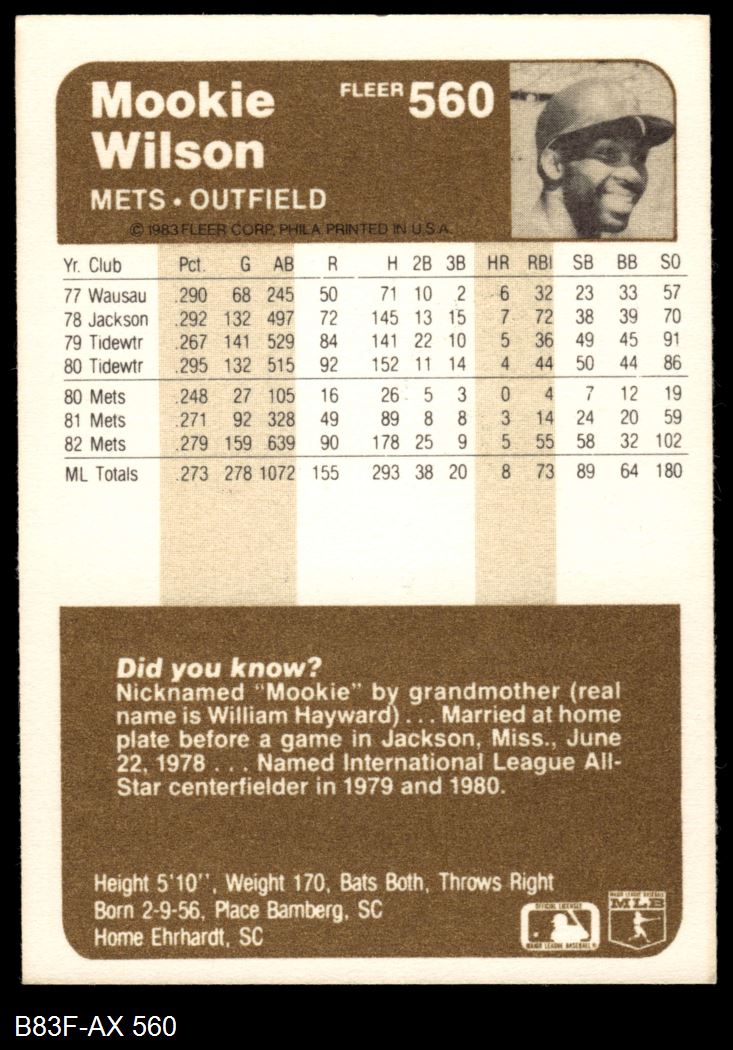 Mookie
Wilson
FLEER 560
METS • OUTFIELD
© 1983 FLEER CORP., PHILA. PRINTED IN U.S.A.
Yr. Club Pct. G AB R H 2B 3B HR RBI SB BB SO
77 Wausau .290 68 245 50 71 10 2 6 32 23 33 57
78 Jackson .292 132 497 72 145 13 15 7 72 38 39 70
79 Tidewtr .267 141 529 84 141 22 10 5 36 49 45 91
80 Tidewtr .295 132 515 92 152 11 14 4 44 50 44 86
80 Mets .248 27 105 16 26 5 3 0 4 7 12 19
81 Mets .271 92 328 49 89 8 8 3 14 24 20 59
82 Mets .279 159 639 90 178 25 9 5 55 58 32 102
ML Totals .273 278 1072 155 293 38 20 8 73 89 64 180
Did you know?
Nicknamed "Mookie" by grandmother (real
name is William Hayward) . . . Married at home
plate before a game in Jackson, Miss., June
22, 1978 . . . Named International League All-
Star centerfielder in 1979 and 1980.
Height 5'10'', Weight 170, Bats Both, Throws Right
Born 2-9-56, Place Bamberg, SC
Home Ehrhardt, SC
OFFICIAL LICENSEE
MAJOR LEAGUE BASEBALL
MAJOR LEAGUE BASEBALL
MLB
B83F-AX 560